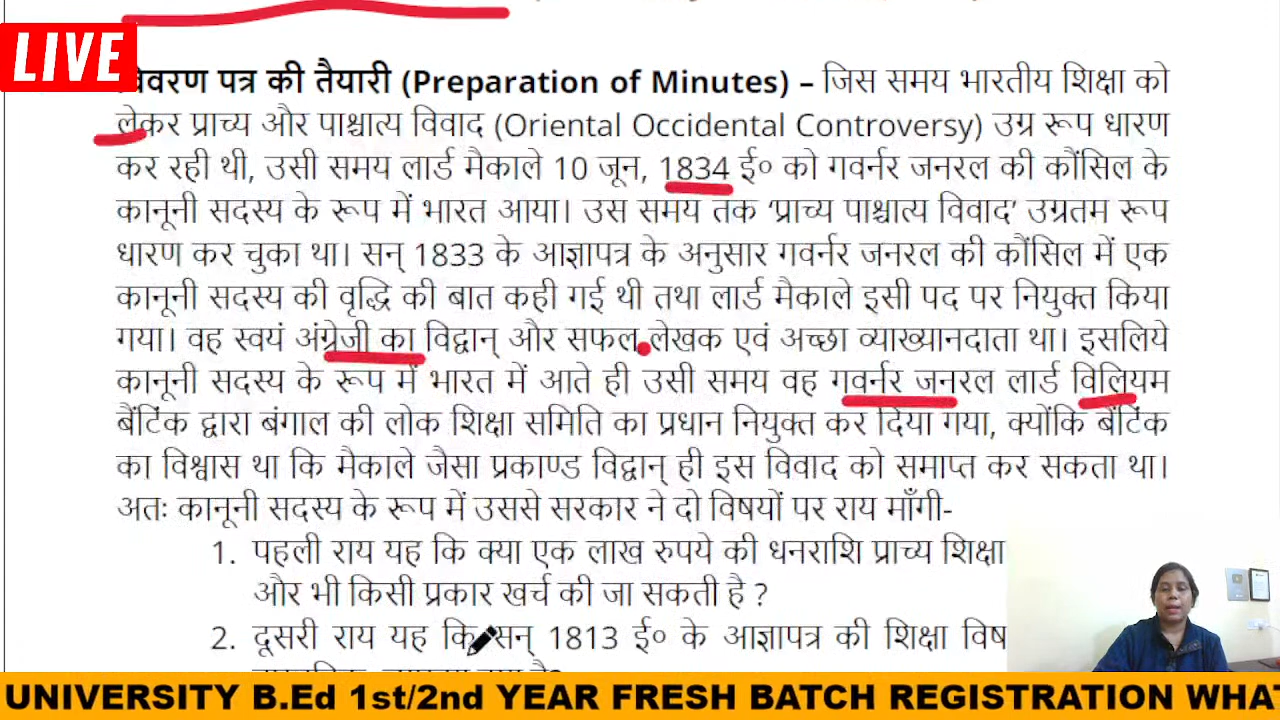 LIVE
विवरण पत्र की तैयारी (Preparation of Minutes) – जिस समय भारतीय शिक्षा को
लेकर प्राच्य और पाश्चात्य विवाद (Oriental Occidental Controversy) उग्र रूप धारण
कर रही थी, उसी समय लार्ड मैकाले 10 जून, 1834 ई० को गवर्नर जनरल की कौंसिल के
कानूनी सदस्य के रूप में भारत आया। उस समय तक ‘प्राच्य पाश्चात्य विवाद’ उग्रतम रूप
धारण कर चुका था। सन् 1833 के आज्ञापत्र के अनुसार गवर्नर जनरल की कौंसिल में एक
कानूनी सदस्य की वृद्धि की बात कही गई थी तथा लार्ड मैकाले इसी पद पर नियुक्त किया
गया। वह स्वयं अंग्रेजी का विद्वान् और सफल लेखक एवं अच्छा व्याख्यानदाता था। इसलिये
कानूनी सदस्य के रूप में भारत में आते ही उसी समय वह गवर्नर जनरल लार्ड विलियम
बैंटिंक द्वारा बंगाल की लोक शिक्षा समिति का प्रधान नियुक्त कर दिया गया, क्योंकि बैंटिंक
का विश्वास था कि मैकाले जैसा प्रकाण्ड विद्वान् ही इस विवाद को समाप्त कर सकता था।
अतः कानूनी सदस्य के रूप में उससे सरकार ने दो विषयों पर राय माँगी-
1. पहली राय यह कि क्या एक लाख रुपये की धनराशि प्राच्य शिक्षा
और भी किसी प्रकार खर्च की जा सकती है ?
2. दूसरी राय यह कि सन् 1813 ई० के आज्ञापत्र की शिक्षा विष
UNIVERSITY B.Ed 1st/2nd YEAR FRESH BATCH REGISTRATION WHAT